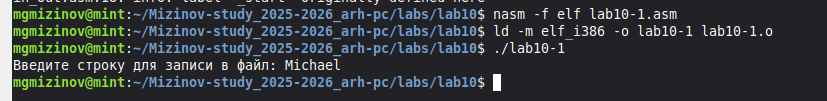 mgmizinov@mint:~/Mizinov-study_2025-2026_arh-pc/labs/lab10$ nasm -f elf lab10-1.asm
mgmizinov@mint:~/Mizinov-study_2025-2026_arh-pc/labs/lab10$ ld -m elf_i386 -o lab10-1 lab10-1.o
mgmizinov@mint:~/Mizinov-study_2025-2026_arh-pc/labs/lab10$ ./lab10-1
Введите строку для записи в файл: Michael
mgmizinov@mint:~/Mizinov-study_2025-2026_arh-pc/labs/lab10$